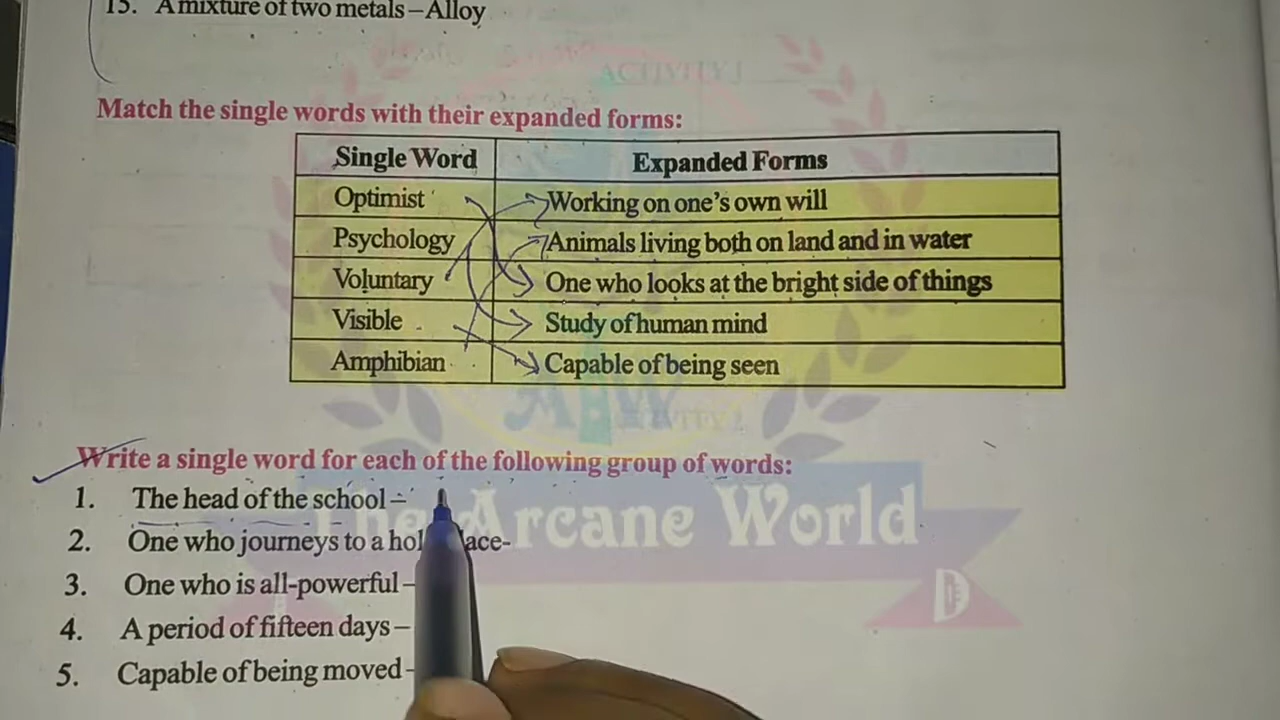 15. A mixture of two metals – Alloy
ACTIVITY 1
Match the single words with their expanded forms:
Single Word Expanded Forms
Optimist Working on one's own will
Psychology Animals living both on land and in water
Voluntary One who looks at the bright side of things
Visible Study of human mind
Amphibian Capable of being seen
AW
Write a single word for each of the following group of words:
1. The head of the school –
The Arcane World
2. One who journeys to a
3. One who is all-powerful –
4. A period of fifteen days –
5. Capable of being moved -